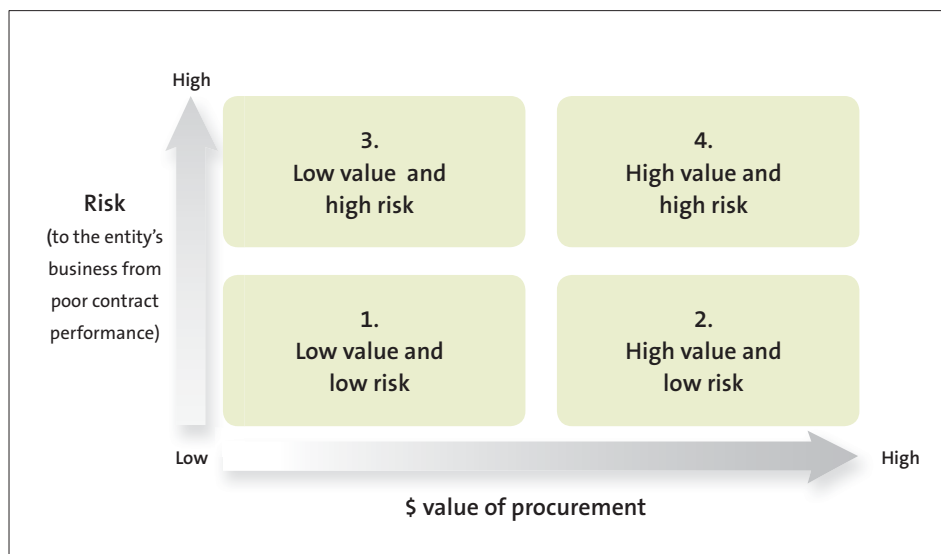 High
3.
Low value and
high risk
4.
High value and
high risk
Risk
(to the entity’s
business from
poor contract
performance)
1.
Low value and
low risk
2.
High value and
low risk
Low
High
$ value of procurement